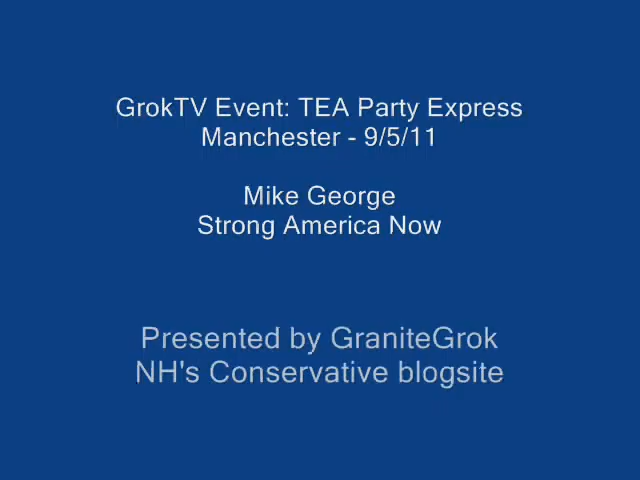 GrokTV Event: TEA Party Express
Manchester - 9/5/11
Mike George
Strong America Now
Presented by GraniteGrok
NH's Conservative blogsite